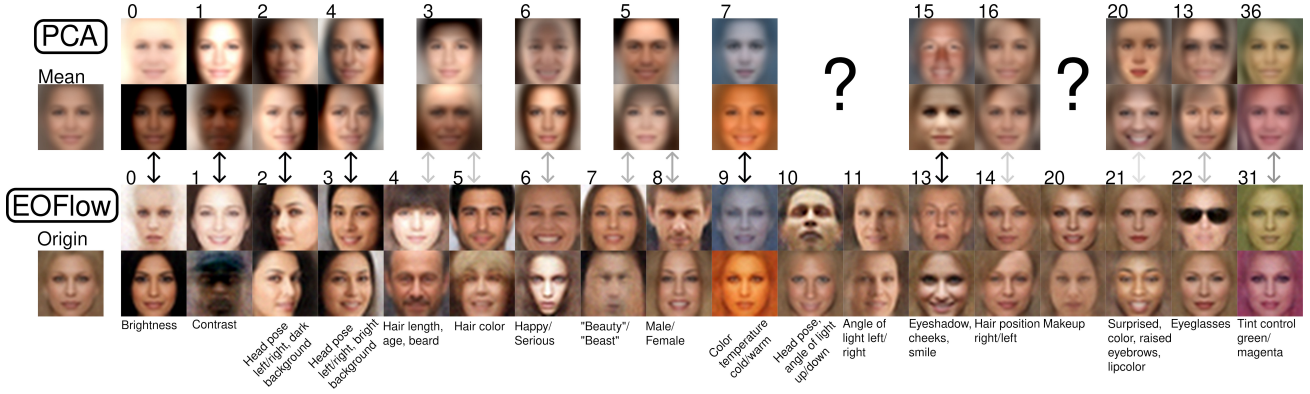 0 1 2 4 3 6 5 7 15 16 20 13 36
PCA
Mean
? ?
0 1 2 3 4 5 6 7 8 9 10 11 13 14 20 21 22 31
EOFlow
Origin
Brightness
Contrast
Head pose
left/right, dark
background
Head pose
left/right, bright
background
Hair length,
age, beard
Hair color
Happy/
Serious
"Beauty"/
"Beast"
Male/
Female
Color
temperature
cold/warm
Head pose,
angle of light
up/down
Angle of
light left/
right
Eyeshadow,
cheeks,
smile
Hair position
right/left
Makeup
Surprised,
color, raised
eyebrows,
lipcolor
Eyeglasses
Tint control
green/
magenta